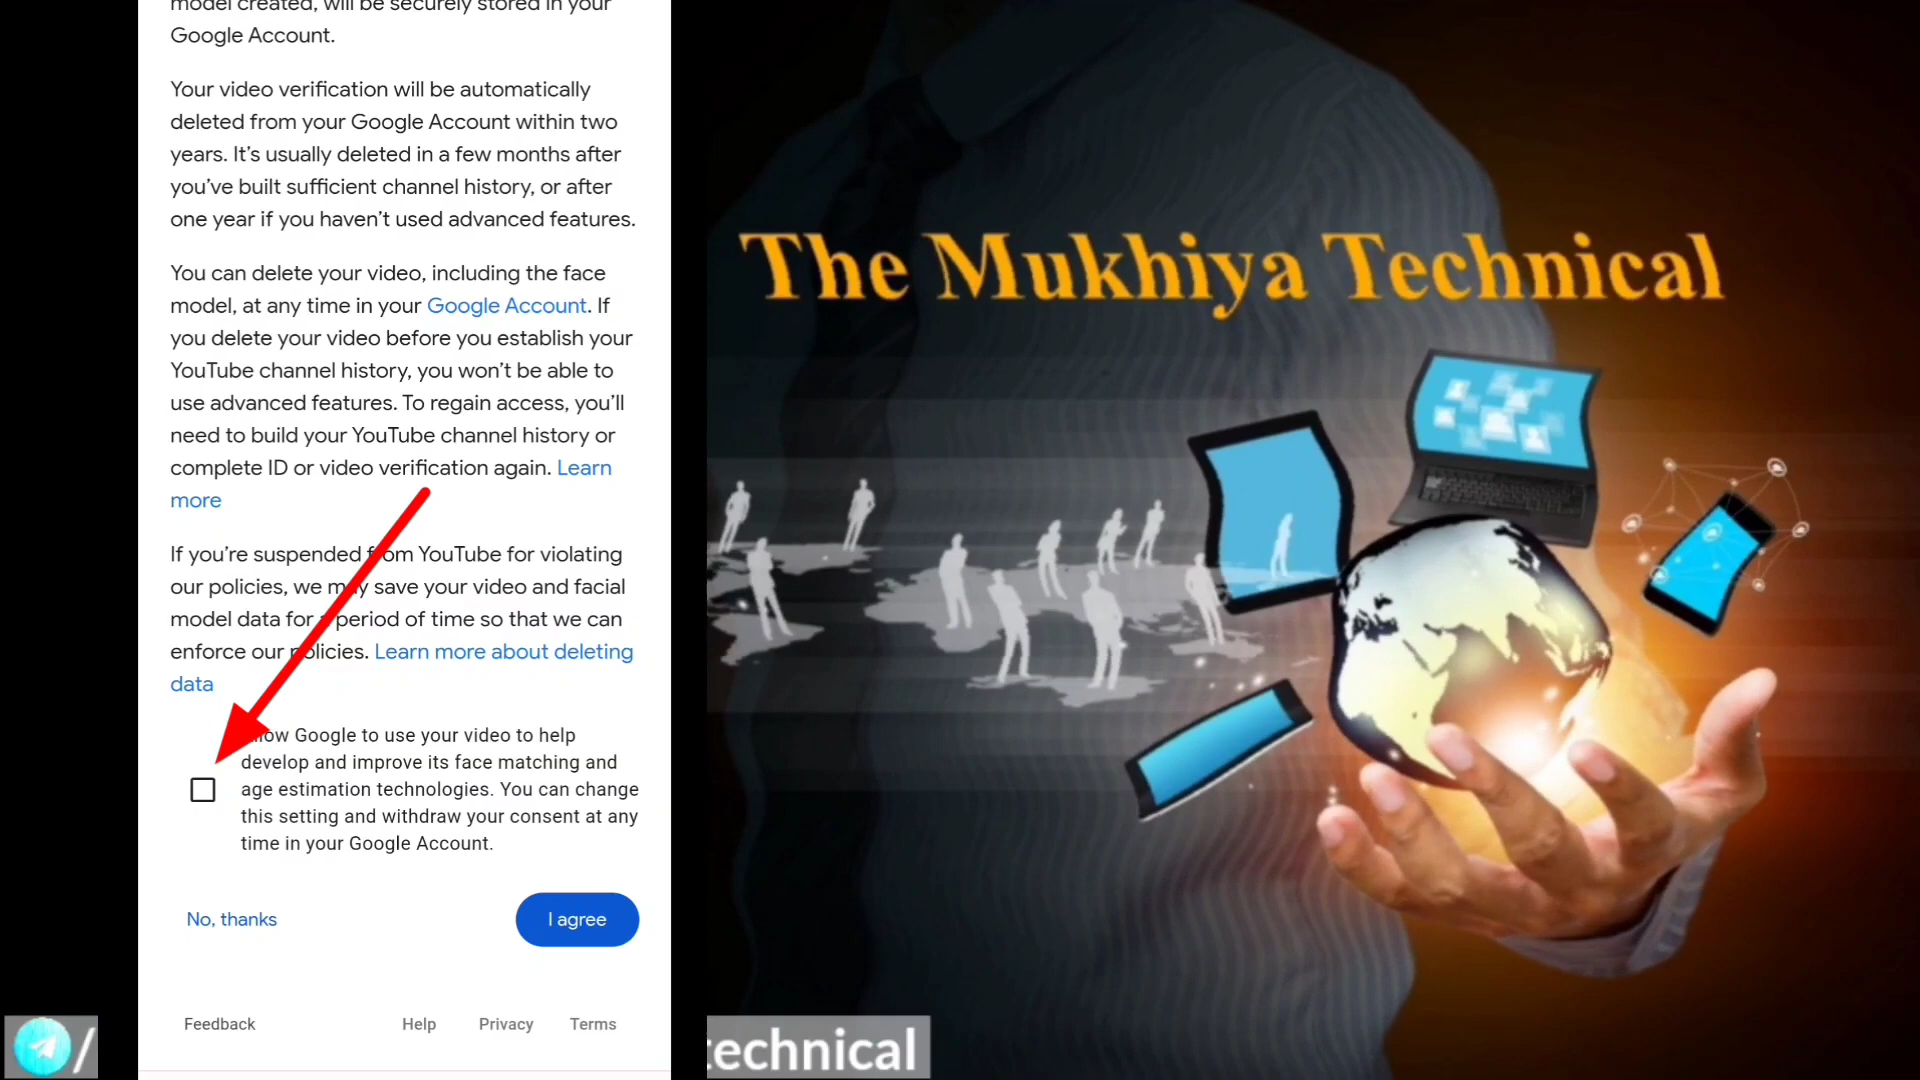 model created, will be securely stored in your
Google Account.
Your video verification will be automatically
deleted from your Google Account within two
years. It’s usually deleted in a few months after
you’ve built sufficient channel history, or after
one year if you haven’t used advanced features.
You can delete your video, including the face
model, at any time in your Google Account. If
you delete your video before you establish your
YouTube channel history, you won’t be able to
use advanced features. To regain access, you’ll
need to build your YouTube channel history or
complete ID or video verification again. Learn
more
If you’re suspended from YouTube for violating
our policies, we may save your video and facial
model data for a period of time so that we can
enforce our policies. Learn more about deleting
data
Allow Google to use your video to help
develop and improve its face matching and
age estimation technologies. You can change
this setting and withdraw your consent at any
time in your Google Account.
No, thanks
I agree
Feedback
Help
Privacy
Terms
The Mukhiya Technical
/
technical